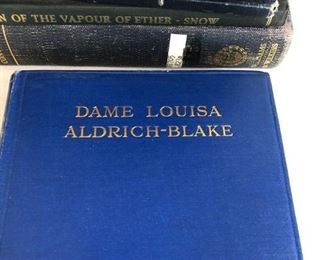 N OF THE VAPOUR OF ETHER - SNOW
DAME LOUISA
ALDRICH-BLAKE